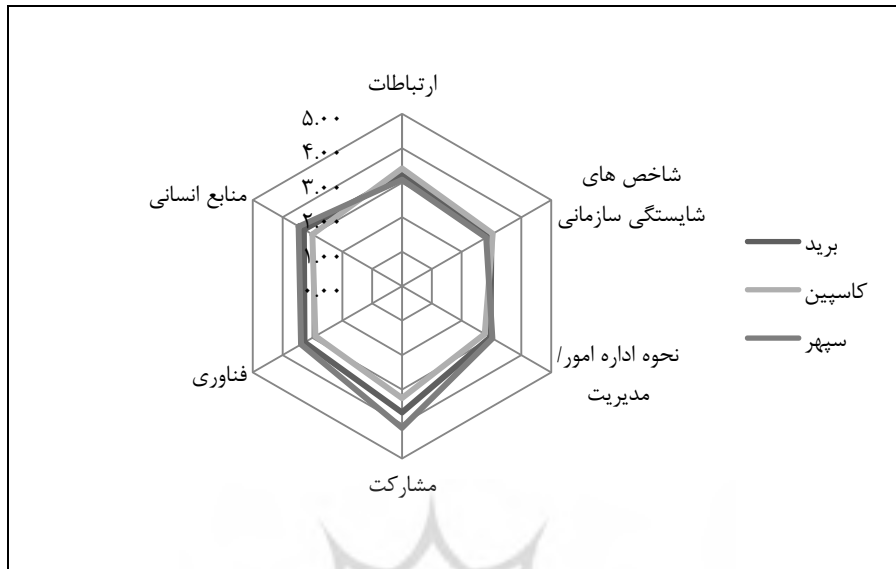 ارتباطات
۵.۰۰
۴.۰۰
۳.۰۰
۲.۰۰
۱.۰۰
۰.۰۰
شاخص های
شایستگی سازمانی
نحوه اداره امور/
مدیریت
مشارکت
فناوری
منابع انسانی
برید
کاسپین
سپهر